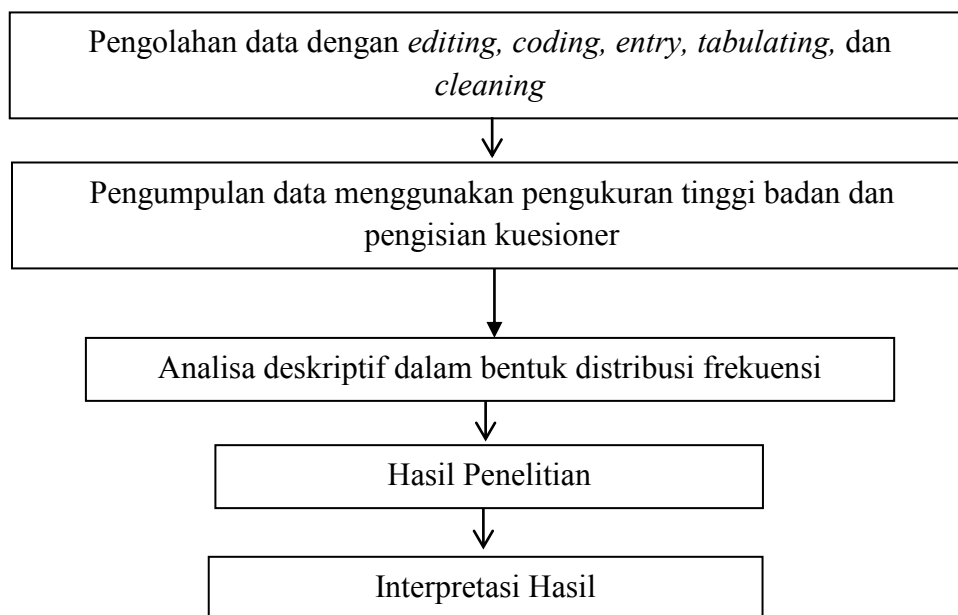 Pengolahan data dengan editing, coding, entry, tabulating, dan
cleaning
Pengumpulan data menggunakan pengukuran tinggi badan dan
pengisian kuesioner
Analisa deskriptif dalam bentuk distribusi frekuensi
Hasil Penelitian
Interpretasi Hasil